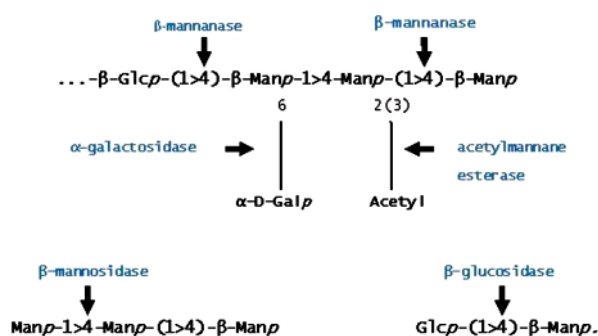 β-mannanase β-mannanase
...-β-Glcp-(1>4)-β-Manp-1>4-Manp-(1>4)-β-Manp
6 2(3)
α-galactosidase acetylmannane
esterase
α-D-Galp Acetyl
β-mannosidase β-glucosidase
Manp-1>4-Manp-(1>4)-β-Manp Glcp-(1>4)-β-Manp.